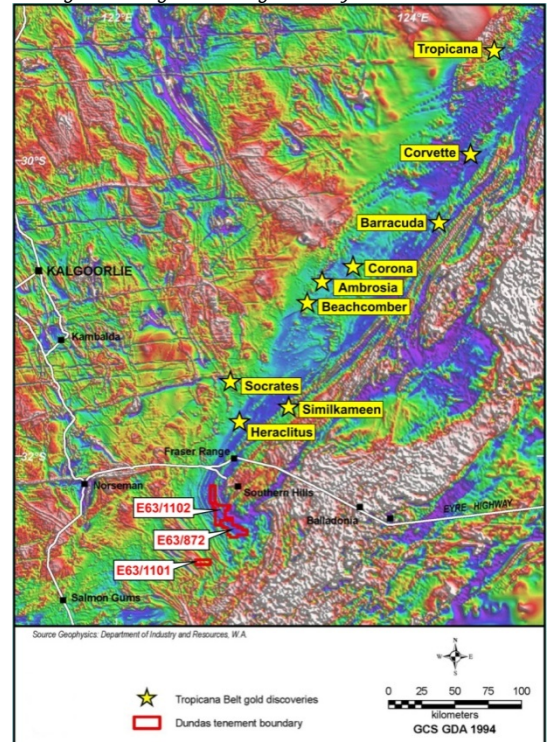 122°E
124°E
Tropicana
Corvette
30°S
Barracuda
KALGOORLIE
Corona
Ambrosia
Beachcomber
Kambalda
Socrates
Similkameen
Heraclitus
32°S
Fraser Range
Norseman
Southern Hills
E63/1102
Balladonia
EYRE HIGHWAY
E63/872
E63/1101
Salmon Gums
Source Geophysics: Department of Industry and Resources, W.A.
N
W E
S
Tropicana Belt gold discoveries
0 25 50 75 100
Dundas tenement boundary
kilometers
GCS GDA 1994